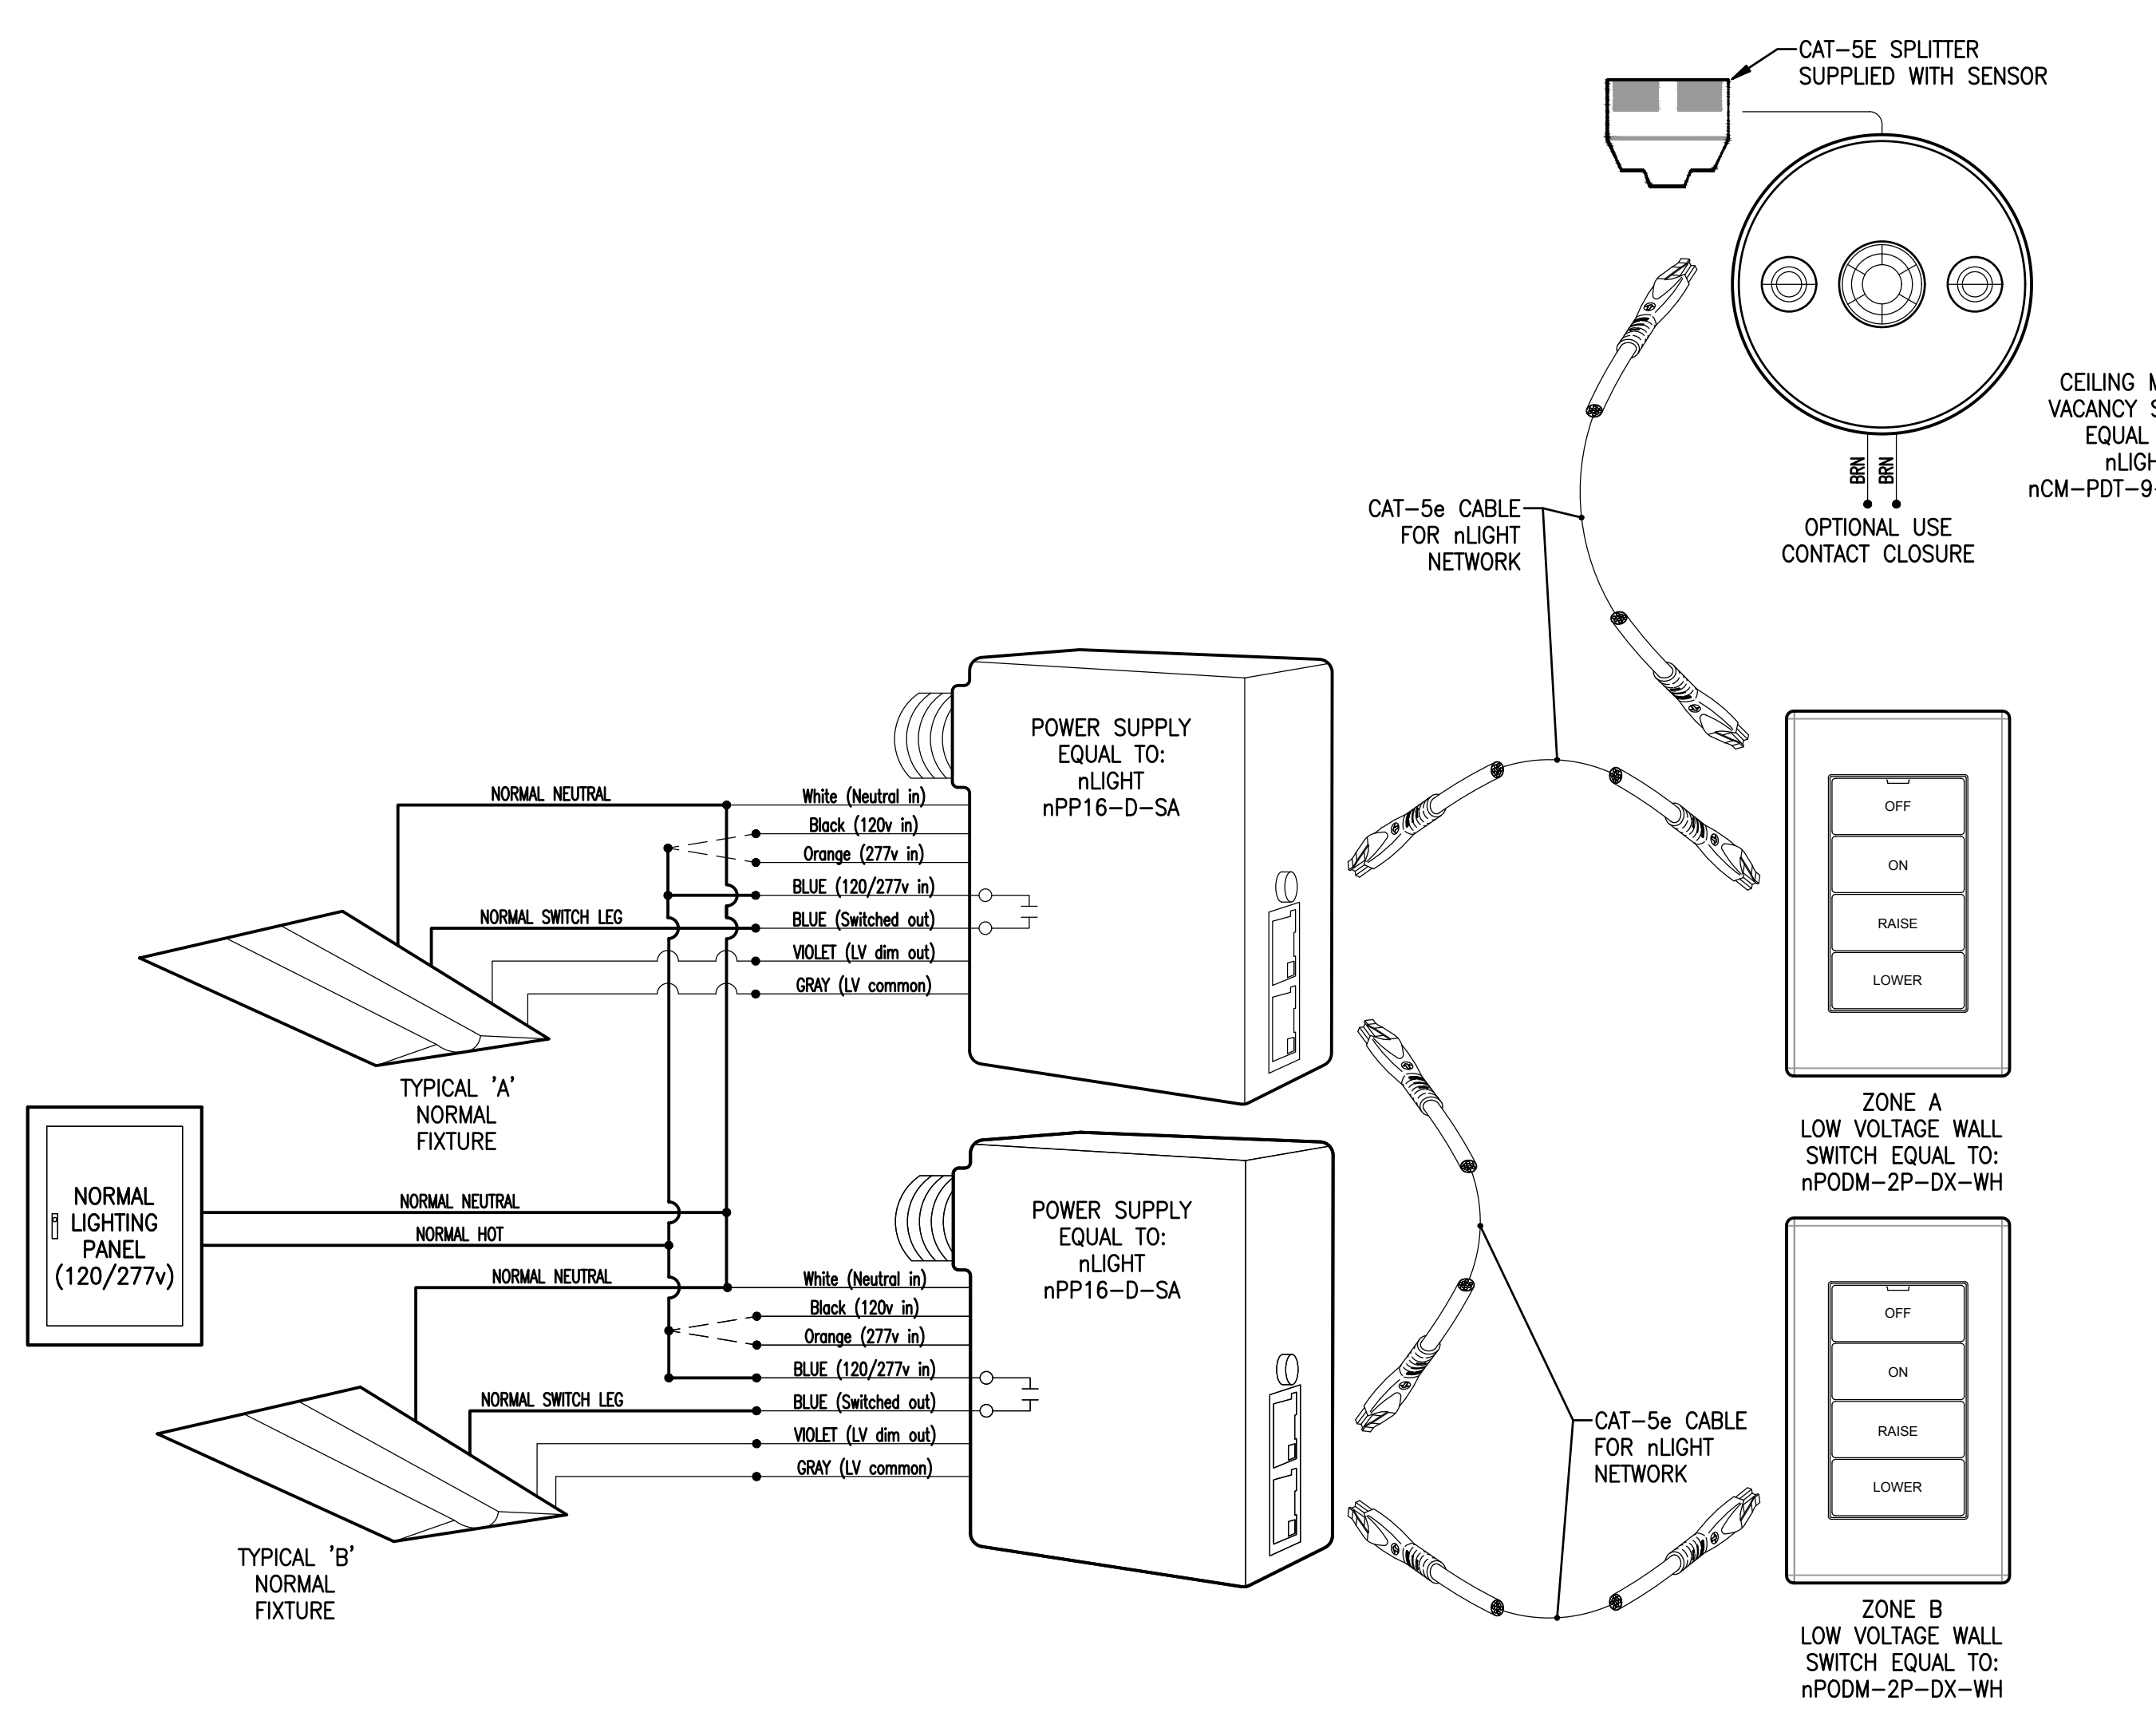 CAT-5E SPLITTER
SUPPLIED WITH SENSOR
CEILING
VACANCY
EQUAL
nCM-PDT-9
BRN
BRN
OPTIONAL USE
CONTACT CLOSURE
CAT-5e CABLE
FOR nLIGHT
NETWORK
POWER SUPPLY
EQUAL TO:
nLIGHT
nPP16-D-SA
NORMAL NEUTRAL
White (Neutral in)
Black (120v in)
Orange (277v in)
BLUE (120/277v in)
NORMAL SWITCH LEG
BLUE (Switched out)
VIOLET (LV dim out)
GRAY (LV common)
OFF
ON
RAISE
LOWER
TYPICAL 'A'
NORMAL
FIXTURE
ZONE A
LOW VOLTAGE WALL
SWITCH EQUAL TO:
nPODM-2P-DX-WH
NORMAL
LIGHTING
PANEL
(120/277v)
NORMAL NEUTRAL
NORMAL HOT
POWER SUPPLY
EQUAL TO:
nLIGHT
nPP16-D-SA
NORMAL NEUTRAL
White (Neutral in)
Black (120v in)
Orange (277v in)
BLUE (120/277v in)
NORMAL SWITCH LEG
BLUE (Switched out)
VIOLET (LV dim out)
GRAY (LV common)
OFF
ON
RAISE
LOWER
CAT-5e CABLE
FOR nLIGHT
NETWORK
TYPICAL 'B'
NORMAL
FIXTURE
ZONE B
LOW VOLTAGE WALL
SWITCH EQUAL TO:
nPODM-2P-DX-WH